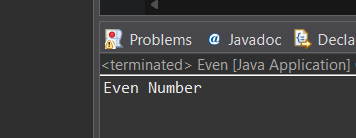 Problems @ Javadoc Decla
<terminated> Even [Java Application]
Even Number